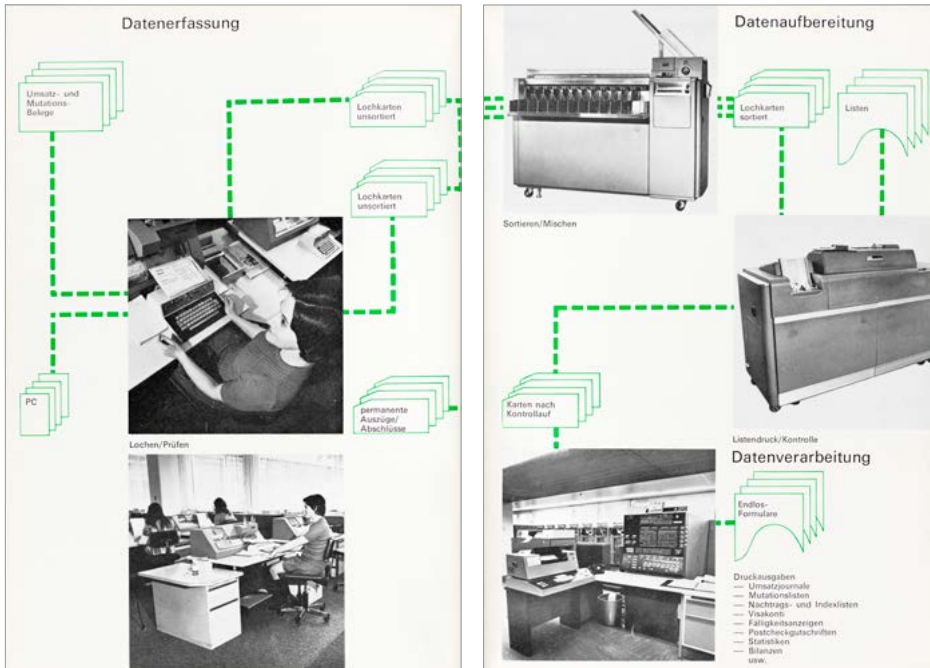 Datenerfassung
Umsatz- und
Mutations-
Belege
Lochkarten
unsortiert
Lochkarten
unsortiert
PC
permanente
Auszüge/
Abschlüsse
Lochen/Prüfen
Datenaufbereitung
Lochkarten
sortiert
Listen
Sortieren/Mischen
Karten nach
Kontrollauf
Listendruck/Kontrolle
Datenverarbeitung
Endlos-
Formulare
Druckausgaben
— Umsatzjournale
— Mutationslisten
— Nachtrags- und Indexlisten
— Visakonti
— Fälligkeitsanzeigen
— Postcheckgutschriften
— Statistiken
— Bilanzen
usw.